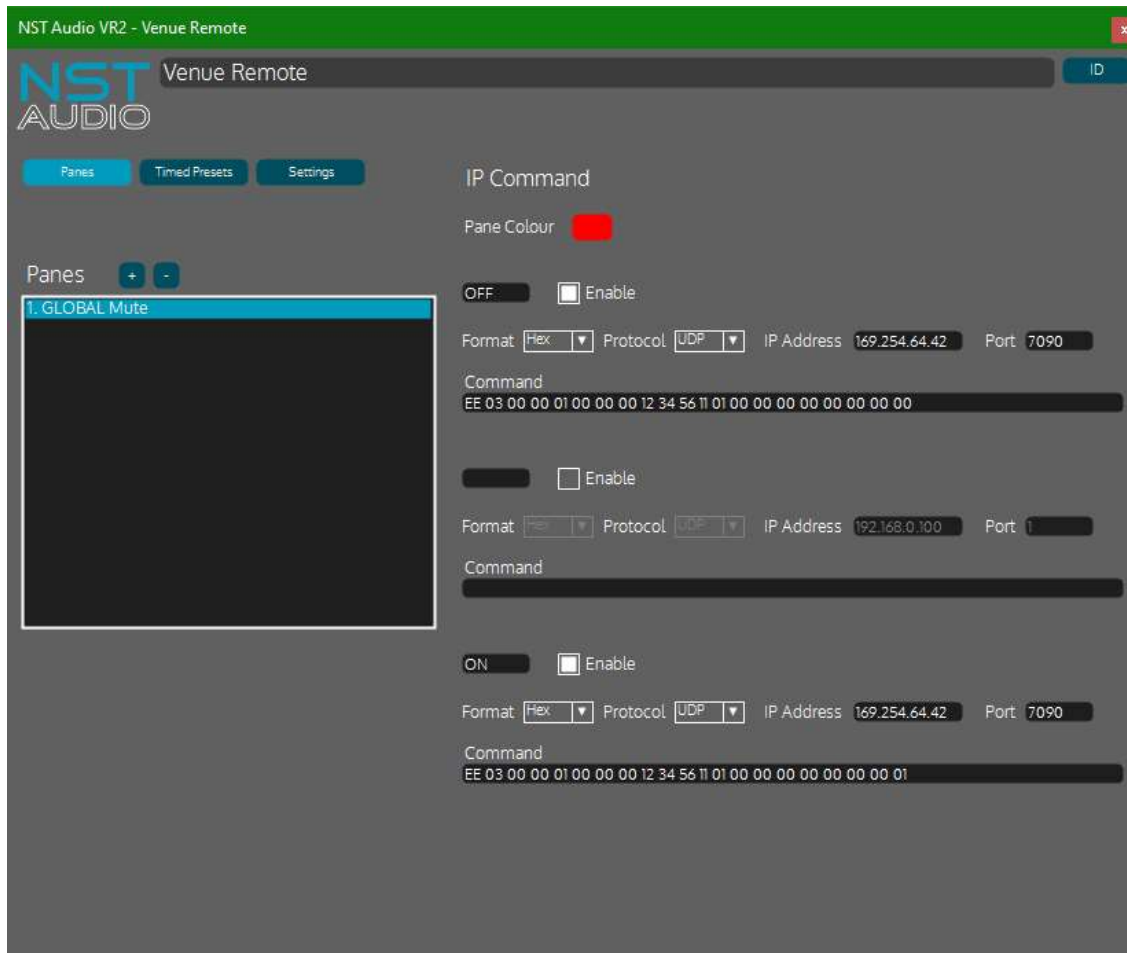 NST Audio VR2 - Venue Remote
x
NST
AUDIO
Venue Remote
ID
Panes
Timed Presets
Settings
Panes
+
-
1. GLOBAL Mute
IP Command
Pane Colour
OFF
Enable
Format Hex Protocol UDP IP Address 169.254.64.42 Port 7090
Command
EE 03 00 00 01 00 00 00 12 34 56 11 01 00 00 00 00 00 00 00 00
Enable
Format Hex Protocol UDP IP Address 192.168.0.100 Port 1
Command
ON
Enable
Format Hex Protocol UDP IP Address 169.254.64.42 Port 7090
Command
EE 03 00 00 01 00 00 00 12 34 56 11 01 00 00 00 00 00 00 00 01